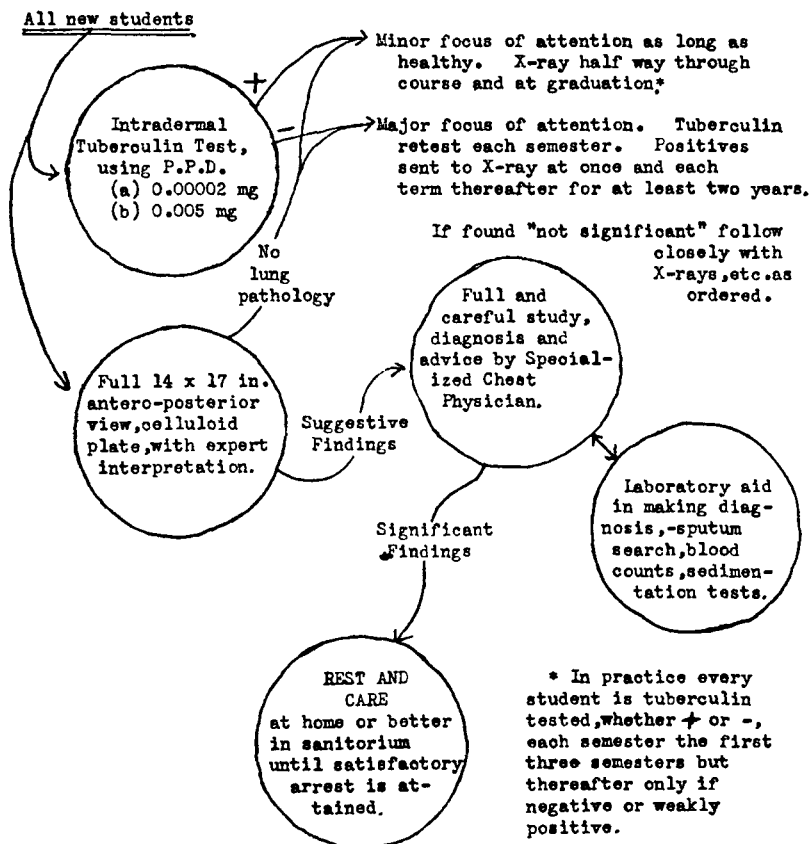 All new students
Minor focus of attention as long as
healthy. X-ray half way through
course and at graduation*
+
-
Intradermal
Tuberculin Test,
using P.P.D.
(a) 0.00002 mg
(b) 0.005 mg
Major focus of attention. Tuberculin
retest each semester. Positives
sent to X-ray at once and each
term thereafter for at least two years.
If found "not significant" follow
closely with
X-rays,etc.as
ordered.
No
lung
pathology
Full and
careful study,
diagnosis and
advice by Special-
ized Chest
Physician.
Full 14 x 17 in.
antero-posterior
view,celluloid
plate,with expert
interpretation.
Suggestive
Findings
Laboratory aid
in making diag-
nosis,-sputum
search,blood
counts,sedimen-
tation tests.
Significant
Findings
REST AND
CARE
at home or better
in sanitorium
until satisfactory
arrest is at-
tained.
* In practice every
student is tuberculin
tested,whether + or -,
each semester the first
three semesters but
thereafter only if
negative or weakly
positive.